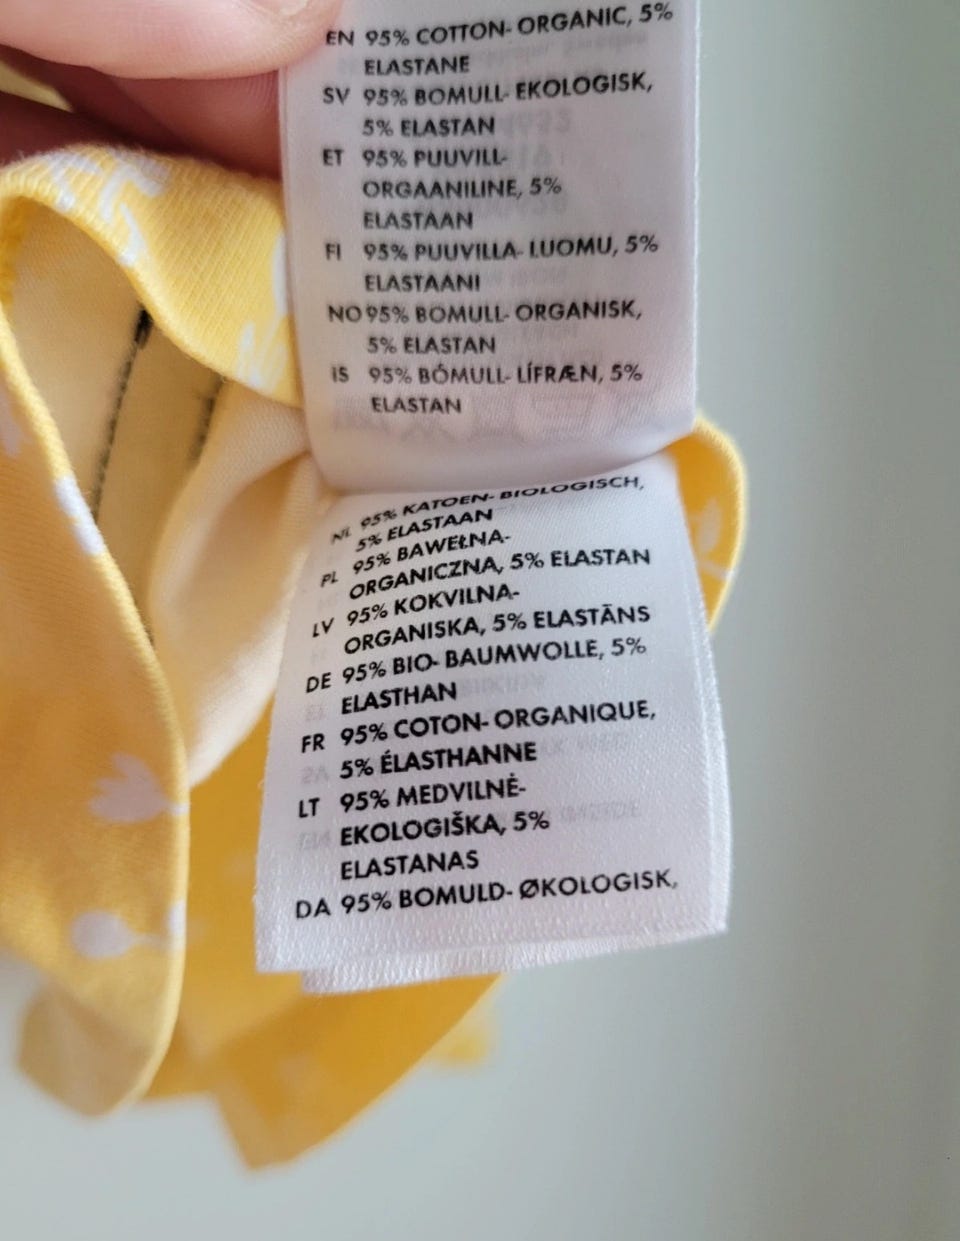 EN 95% COTTON- ORGANIC, 5%
ELASTANE
SV 95% BOMULL- EKOLOGISK,
5% ELASTAN
ET 95% PUUVILL-
ORGAANILINE, 5%
ELASTAAN
FI 95% PUUVILLA- LUOMU, 5%
ELASTAANI
NO 95% BOMULL- ORGANISK,
5% ELASTAN
IS 95% BÓMULL- LÍFRÆN, 5%
ELASTAN
NL 95% KATOEN- BIOLOGISCH,
5% ELASTAAN
PL 95% BAWEŁNA-
ORGANICZNA, 5% ELASTAN
LV 95% KOKVILNA-
ORGANISKA, 5% ELASTĀNS
DE 95% BIO- BAUMWOLLE, 5%
ELASTHAN
FR 95% COTON- ORGANIQUE,
5% ÉLASTHANNE
LT 95% MEDVILNĖ-
EKOLOGIŠKA, 5%
ELASTANAS
DA 95% BOMULD- ØKOLOGISK,